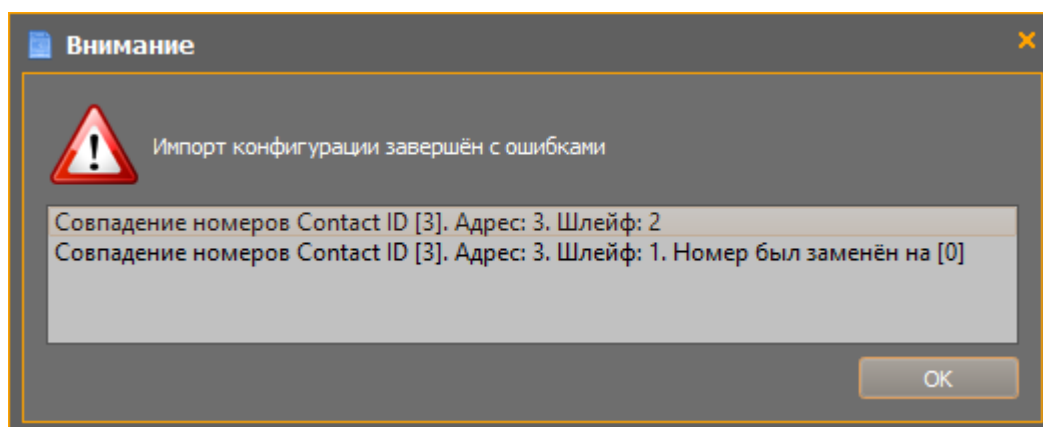 Внимание
Импорт конфигурации завершён с ошибками
Совпадение номеров Contact ID [3]. Адрес: 3. Шлейф: 2
Совпадение номеров Contact ID [3]. Адрес: 3. Шлейф: 1. Номер был заменён на [0]
OK